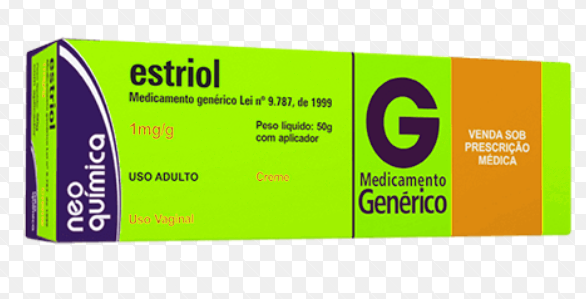 estriol
neo
química
estriol
Medicamento genérico Lei nº 9.787, de 1999
1mg/g
Peso líquido: 50g
com aplicador
USO ADULTO
Creme
Uso Vaginal
G
Medicamento
Genérico
VENDA SOB
PRESCRIÇÃO
MÉDICA